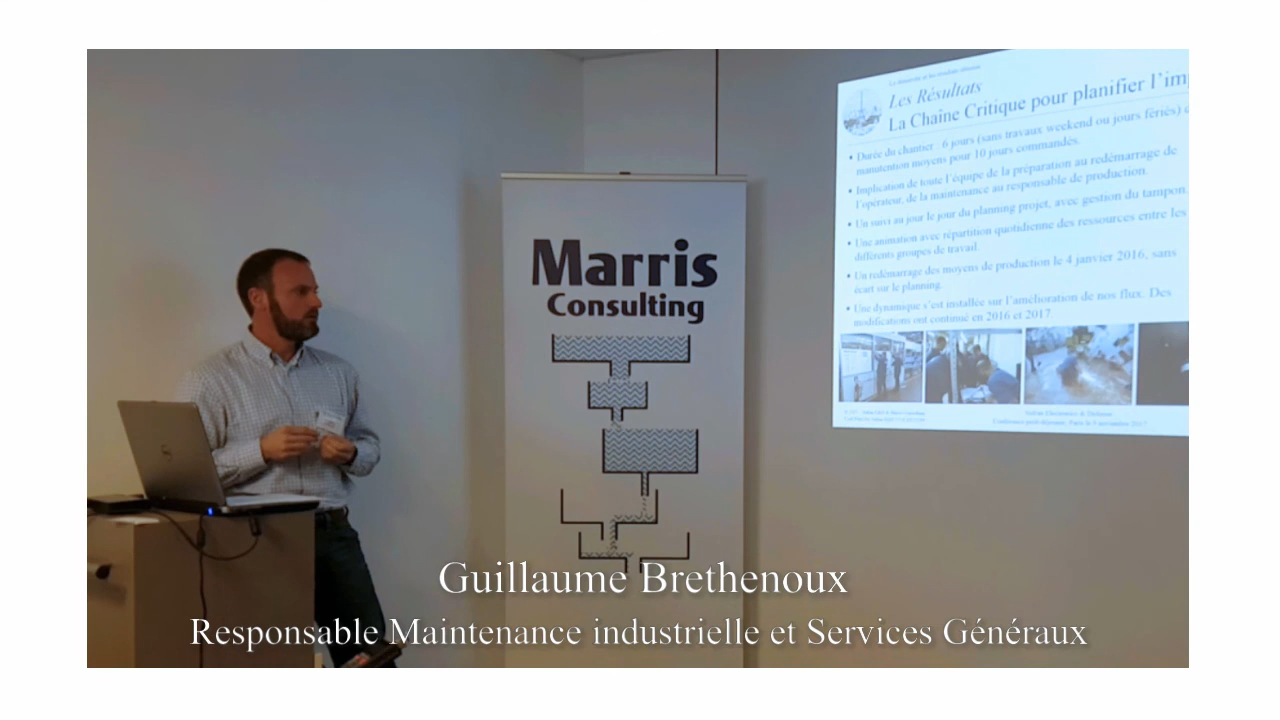 Les Résultats
La Chaîne Critique pour planifier l'im
• Durée du chantier : 6 jours (sans travaux weekend ou jours fériés)
manutention moyens pour 10 jours commandés.
• Implication de toute l'équipe de la préparation au redémarrage de
l'opérateur, de la maintenance au responsable de production.
• Un suivi au jour le jour du planning projet, avec gestion du tampon.
• Une animation avec répartition quotidienne des ressources entre les
différents groupes de travail.
• Un redémarrage des moyens de production le 4 janvier 2016, sans
écart sur le planning.
• Une dynamique s'est installée sur l'amélioration de nos flux. Des
modifications ont continué en 2016 et 2017.
Marris
Consulting
Guillaume Brethenoux
Responsable Maintenance industrielle et Services Généraux